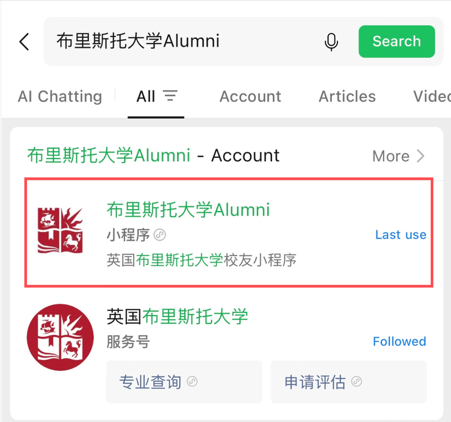 布里斯托大学Alumni Search
AI Chatting All Account Articles Video
布里斯托大学Alumni - Account More
布里斯托大学Alumni
小程序 Last use
英国布里斯托大学校友小程序
英国布里斯托大学
服务号 Followed
专业查询 申请评估